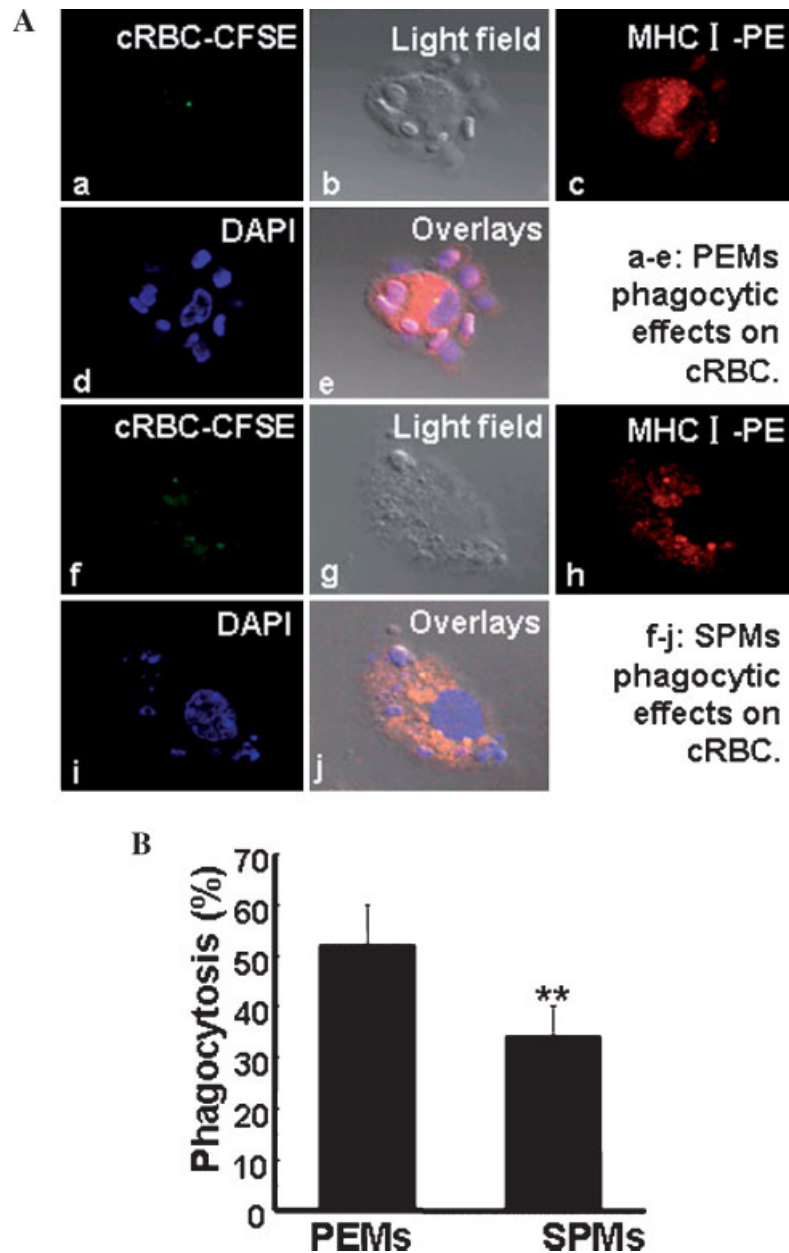 A
cRBC-CFSE
a
Light field
b
MHC Ⅰ -PE
c
DAPI
d
Overlays
e
a-e: PEMs
phagocytic
effects on
cRBC.
cRBC-CFSE
f
Light field
g
MHC Ⅰ -PE
h
DAPI
i
Overlays
j
f-j: SPMs
phagocytic
effects on
cRBC.
B
Phagocytosis (%)
70
60
50
40
30
20
10
0
**
PEMs
SPMs